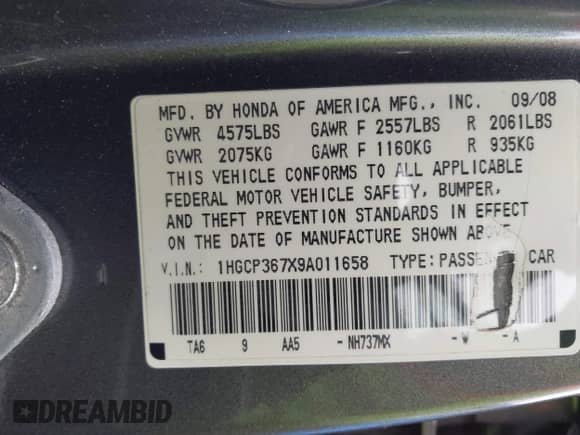 MFD. BY HONDA OF AMERICA MFG., INC. 09/08
GVWR 4575LBS GAWR F 2557LBS R 2061LBS
GVWR 2075KG GAWR F 1160KG R 935KG
THIS VEHICLE CONFORMS TO ALL APPLICABLE
FEDERAL MOTOR VEHICLE SAFETY, BUMPER,
AND THEFT PREVENTION STANDARDS IN EFFECT
ON THE DATE OF MANUFACTURE SHOWN ABOVE
V.I.N.: 1HGCP367X9A011658 TYPE: CAR
TA6 9 AA5 -NH737MX -W -A
DREAMBID